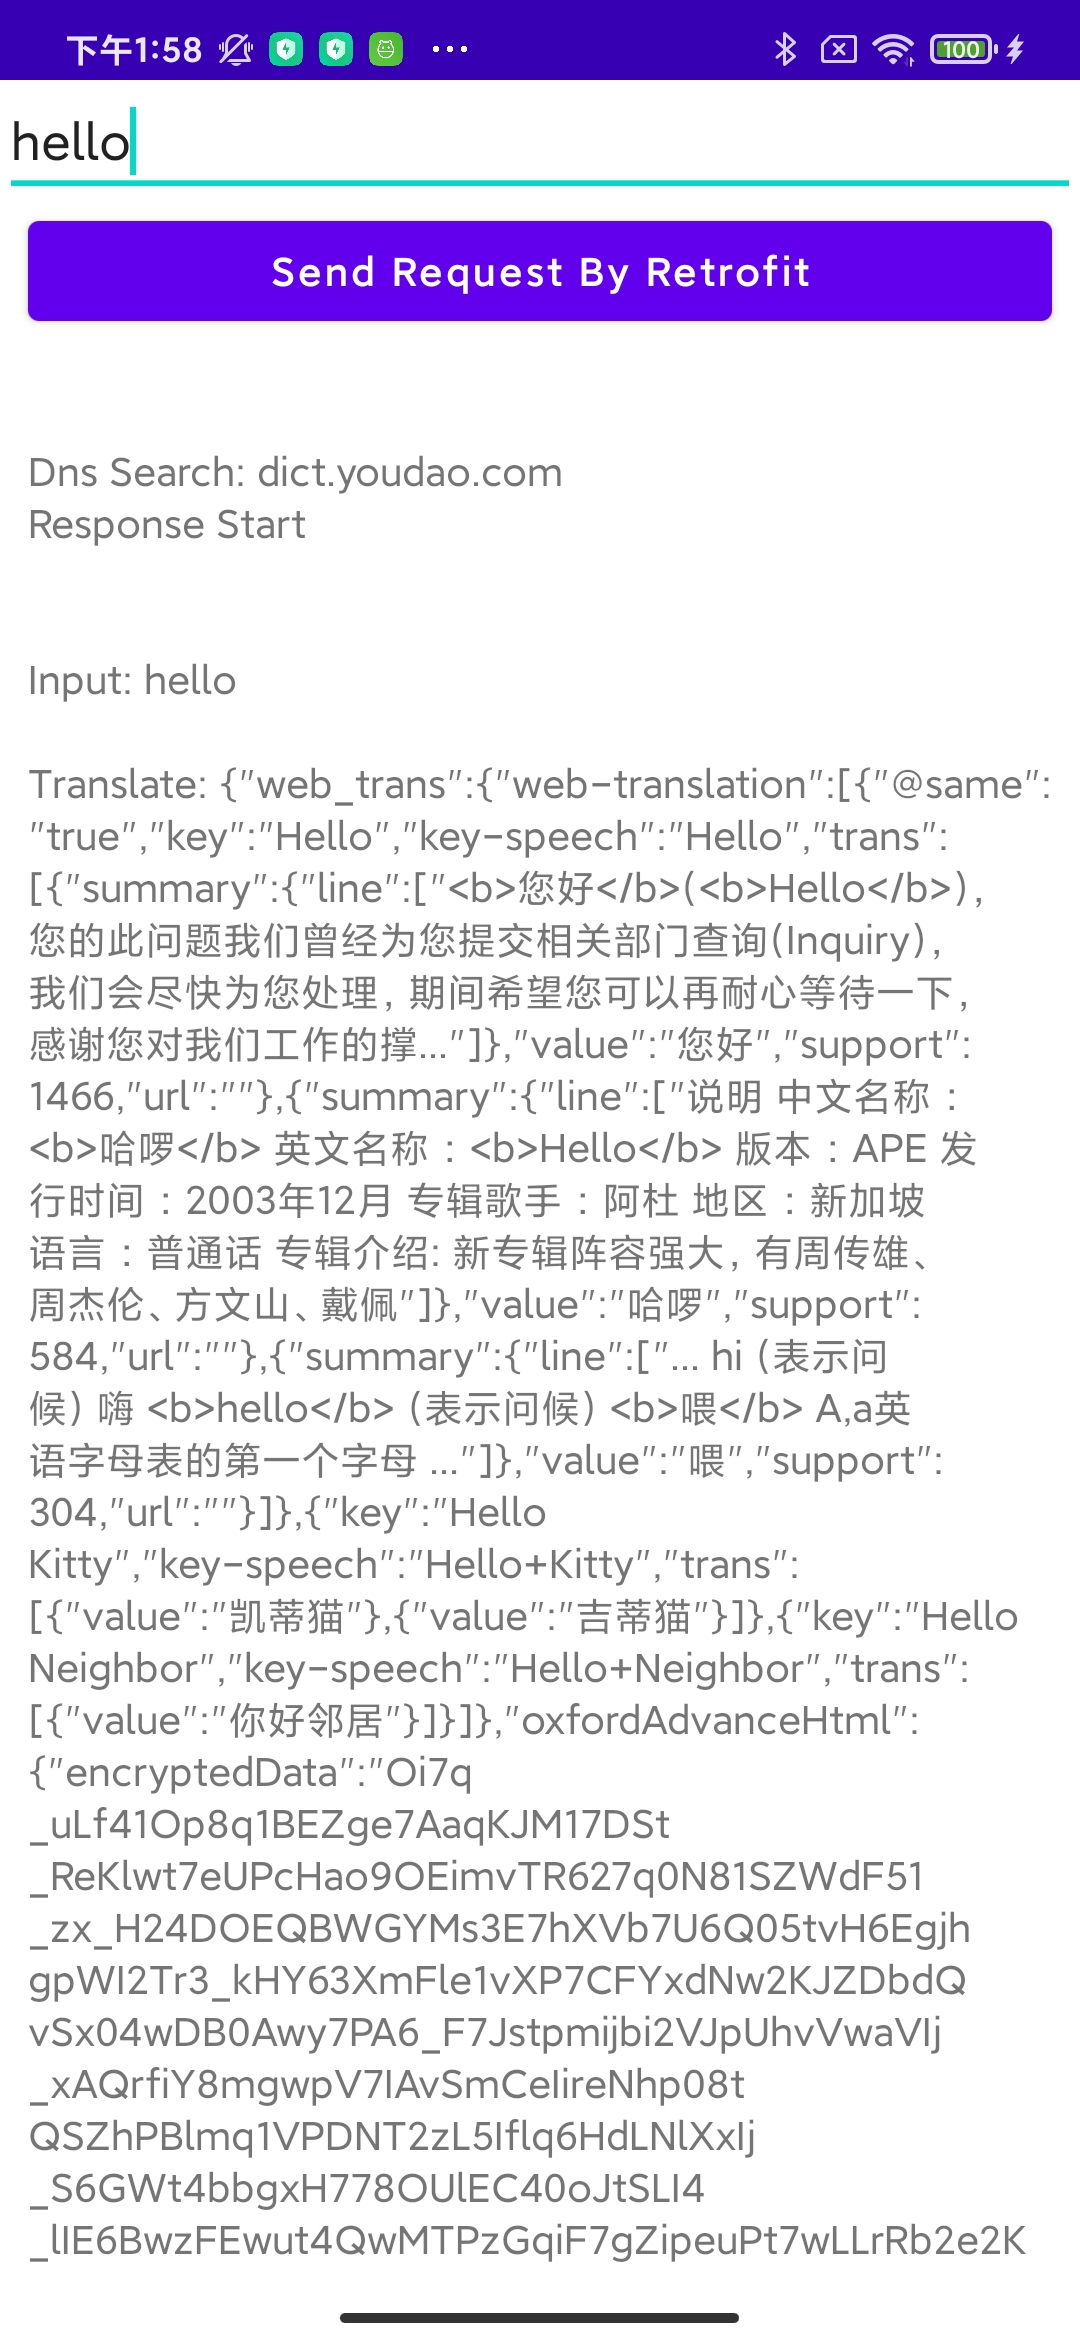 下午1:58
100
hello
Send Request By Retrofit
Dns Search: dict.youdao.com
Response Start
Input: hello
Translate: {"web_trans":{"web-translation":[{"@same":
"true","key":"Hello","key-speech":"Hello","trans":
[{"summary":{"line":["<b>您好</b>(<b>Hello</b>),
您的此问题我们曾经为您提交相关部门查询(Inquiry),
我们会尽快为您处理, 期间希望您可以再耐心等待一下,
感谢您对我们工作的撑..."]},"value":"您好","support":
1466,"url":""},{"summary":{"line":["说明 中文名称 :
<b>哈啰</b> 英文名称 : <b>Hello</b> 版本 : APE 发
行时间 : 2003年12月 专辑歌手 : 阿杜 地区 : 新加坡
语言 : 普通话 专辑介绍: 新专辑阵容强大, 有周传雄、
周杰伦、方文山、戴佩"]},"value":"哈啰","support":
584,"url":""},{"summary":{"line":["... hi (表示问
候) 嗨 <b>hello</b> (表示问候) <b>喂</b> A,a英
语字母表的第一个字母 ..."]},"value":"喂","support":
304,"url":""}]},{"key":"Hello
Kitty","key-speech":"Hello+Kitty","trans":
[{"value":"凯蒂猫"},{"value":"吉蒂猫"}]},{"key":"Hello
Neighbor","key-speech":"Hello+Neighbor","trans":
[{"value":"你好邻居"}]}]},"oxfordAdvanceHtml":
{"encryptedData":"Oi7q
_uLf41Op8q1BEZge7AaqKJM17DSt
_ReKlwt7eUPcHao9OEimvTR627q0N81SZWdF51
_zx_H24DOEQBWGYMs3E7hXVb7U6Q05tvH6Egjh
gpWI2Tr3_kHY63XmFle1vXP7CFYxdNw2KJZDbdQ
vSx04wDB0Awy7PA6_F7Jstpmijbi2VJpUhvVwaVIj
_xAQrfiY8mgwpV7IAvSmCeIireNhp08t
QSZhPBlmq1VPDNT2zL5Iflq6HdLNlXxIj
_S6GWt4bbgxH778OUlEC40oJtSLI4
_lIE6BwzFEwut4QwMTPzGqiF7gZipeuPt7wLLrRb2e2K